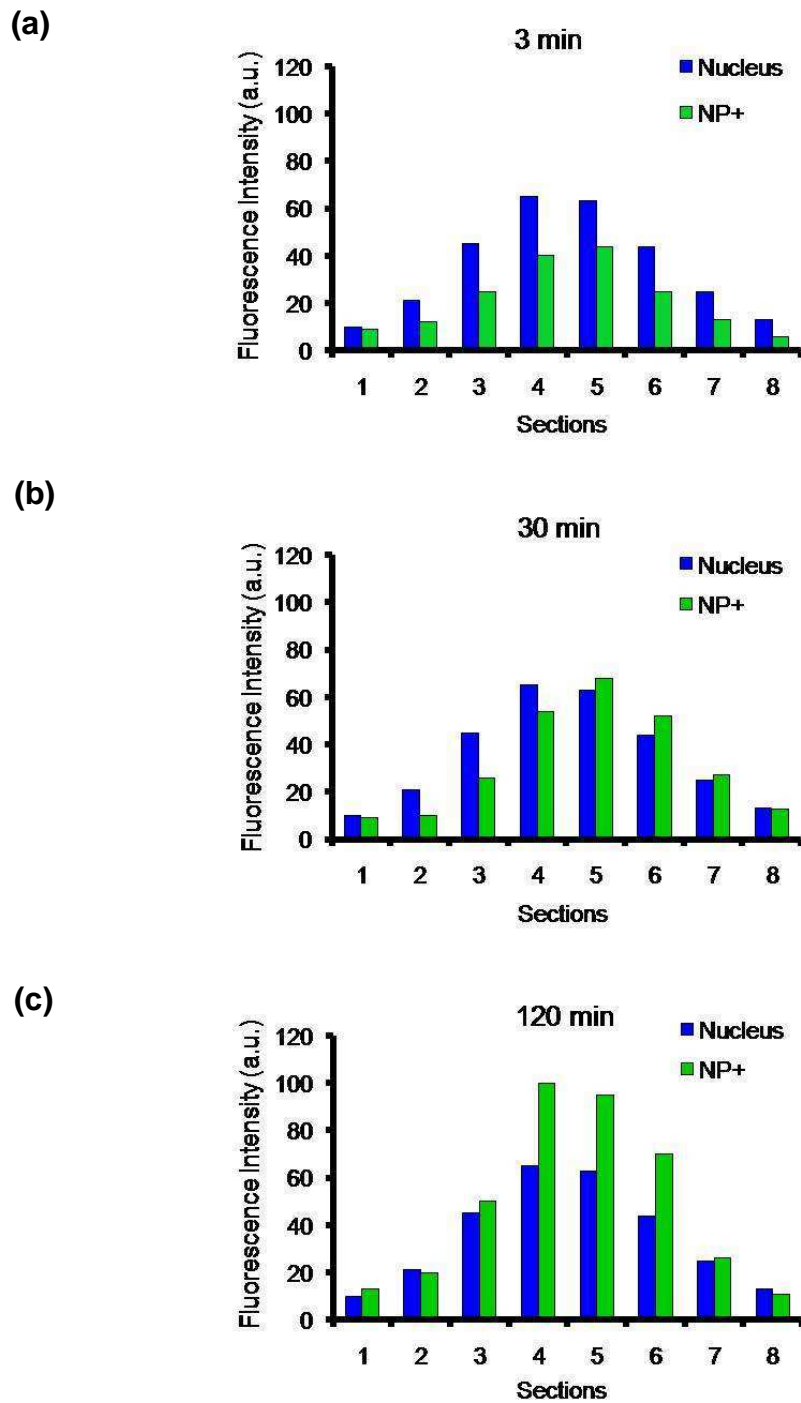 (a)
3 min
Nucleus
NP+
Fluorescence Intensity (a.u.)
120
100
80
60
40
20
0
1 2 3 4 5 6 7 8
Sections
(b)
30 min
Nucleus
NP+
Fluorescence Intensity (a.u.)
120
100
80
60
40
20
0
1 2 3 4 5 6 7 8
Sections
(c)
120 min
Nucleus
NP+
Fluorescence Intensity (a.u.)
120
100
80
60
40
20
0
1 2 3 4 5 6 7 8
Sections